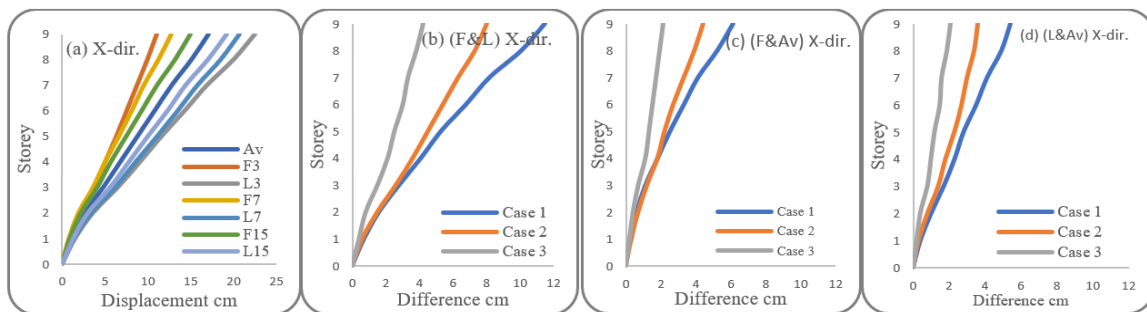 (a) X-dir.
9
8
7
6
5
4
3
2
1
0
Storey
Av
F3
L3
F7
L7
F15
L15
0 5 10 15 20 25
Displacement cm
(b) (F&L) X-dir.
9
8
7
6
5
4
3
2
1
0
Storey
Case 1
Case 2
Case 3
0 2 4 6 8 10 12
Difference cm
(c) (F&Av) X-dir.
9
8
7
6
5
4
3
2
1
0
Storey
Case 1
Case 2
Case 3
0 2 4 6 8 10 12
Difference cm
(d) (L&Av) X-dir.
9
8
7
6
5
4
3
2
1
0
Storey
Case 1
Case 2
Case 3
0 2 4 6 8 10 12
Difference cm